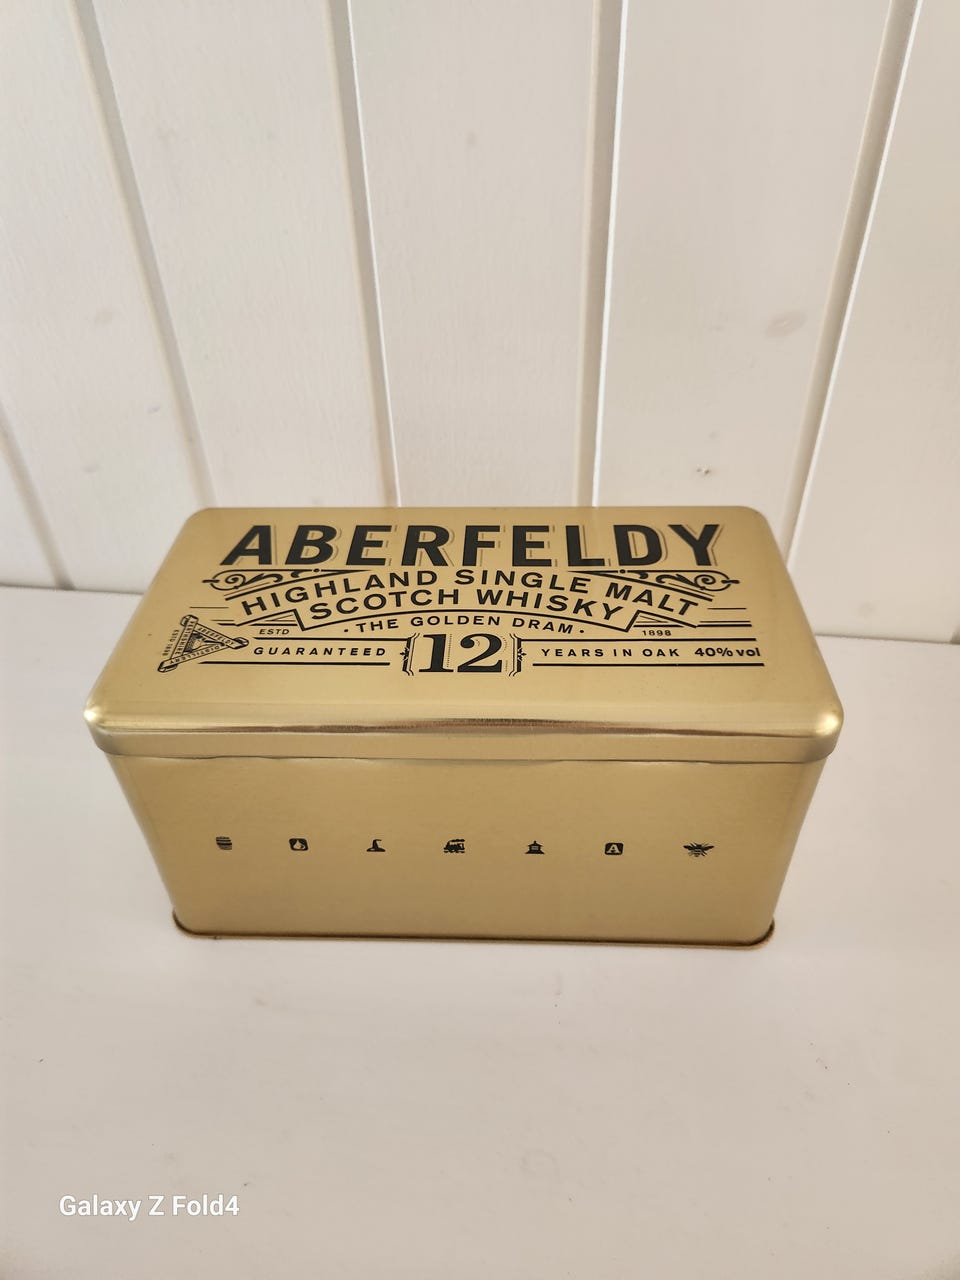 ABERFELDY
HIGHLAND SINGLE MALT
SCOTCH WHISKY
· THE GOLDEN DRAM ·
ESTD 1898
GUARANTEED 12 YEARS IN OAK 40%vol
A
Galaxy Z Fold4